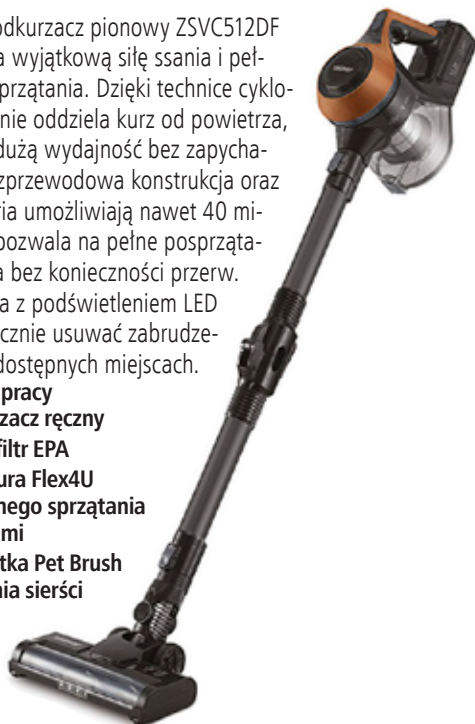 odkurzacz pionowy ZSVC512DF
a wyjątkową siłę ssania i peł-
przątania. Dzięki technice cyklo-
nie oddziela kurz od powietrza,
dużą wydajność bez zapycha-
zprzewodowa konstrukcja oraz
ria umożliwiają nawet 40 mi-
pozwala na pełne posprząta-
a bez konieczności przerw.
a z podświetleniem LED
cznie usuwać zabrudze-
dostępnych miejscach.
pracy
zacz ręczny
filtr EPA
ura Flex4U
nego sprzątania
mi
tka Pet Brush
nia sierści